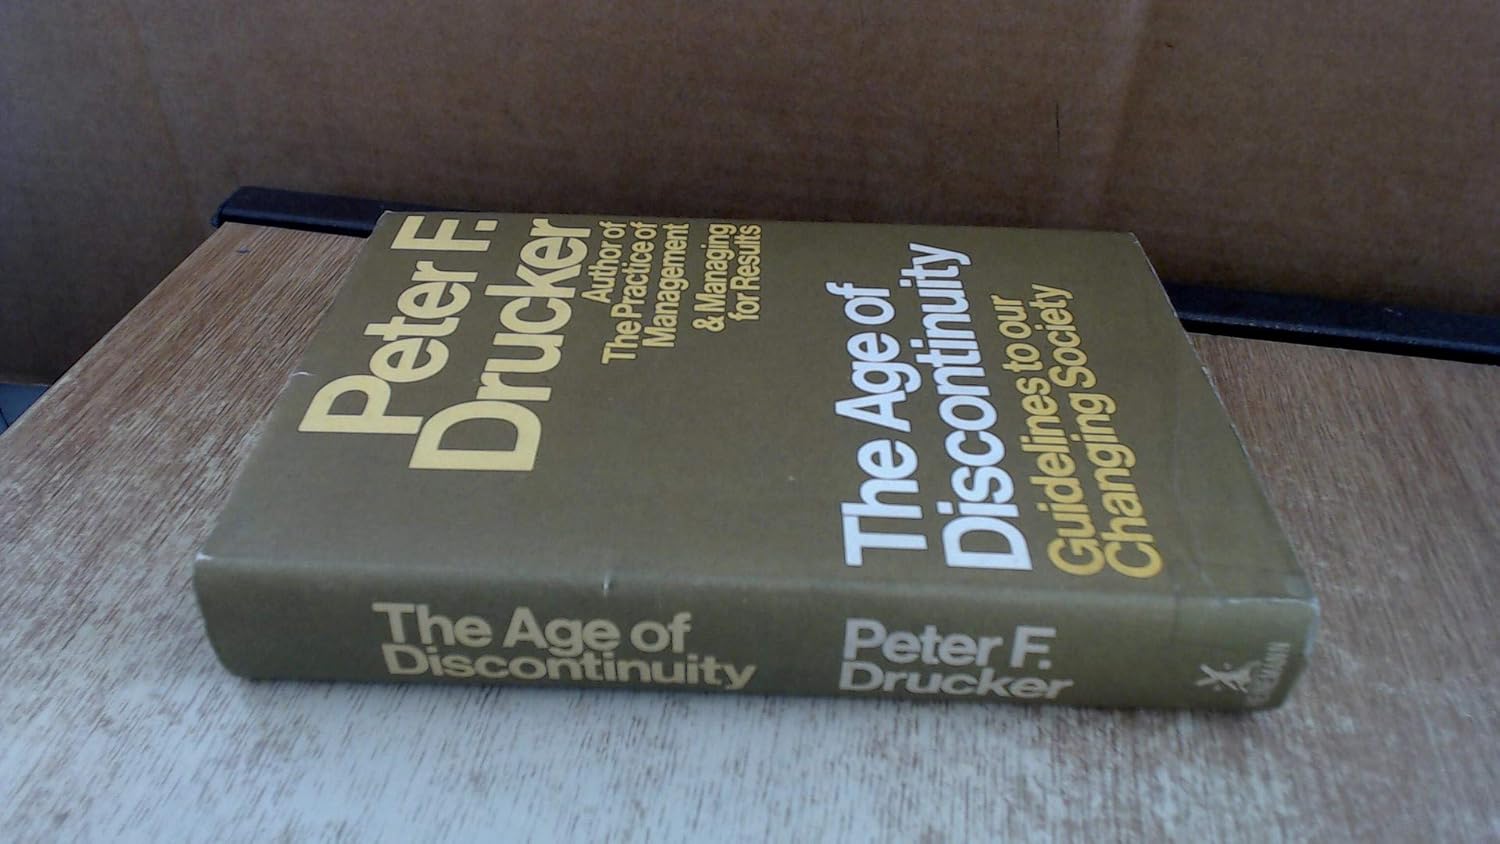 Peter F.
Drucker
Author of
The Practice of
Management
& Managing
for Results
The Age of
Discontinuity
Guidelines to our
Changing Society
The Age of
Discontinuity
Peter F.
Drucker